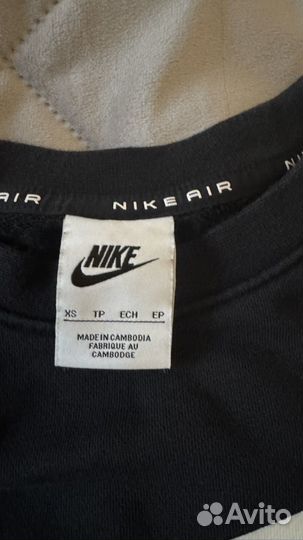 NIKE AIR
NIKE
XS TP ECH EP
MADE IN CAMBODIA
FABRIQUE AU
CAMBODGE
Avito